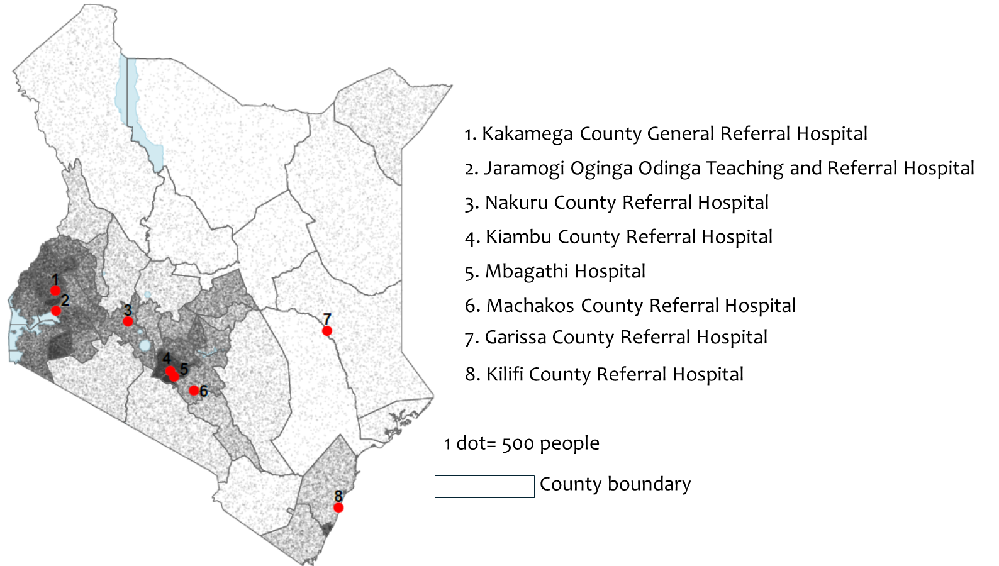 1
2
3
4
5
6
7
8
1. Kakamega County General Referral Hospital
2. Jaramogi Oginga Odinga Teaching and Referral Hospital
3. Nakuru County Referral Hospital
4. Kiambu County Referral Hospital
5. Mbagathi Hospital
6. Machakos County Referral Hospital
7. Garissa County Referral Hospital
8. Kilifi County Referral Hospital
1 dot= 500 people
County boundary